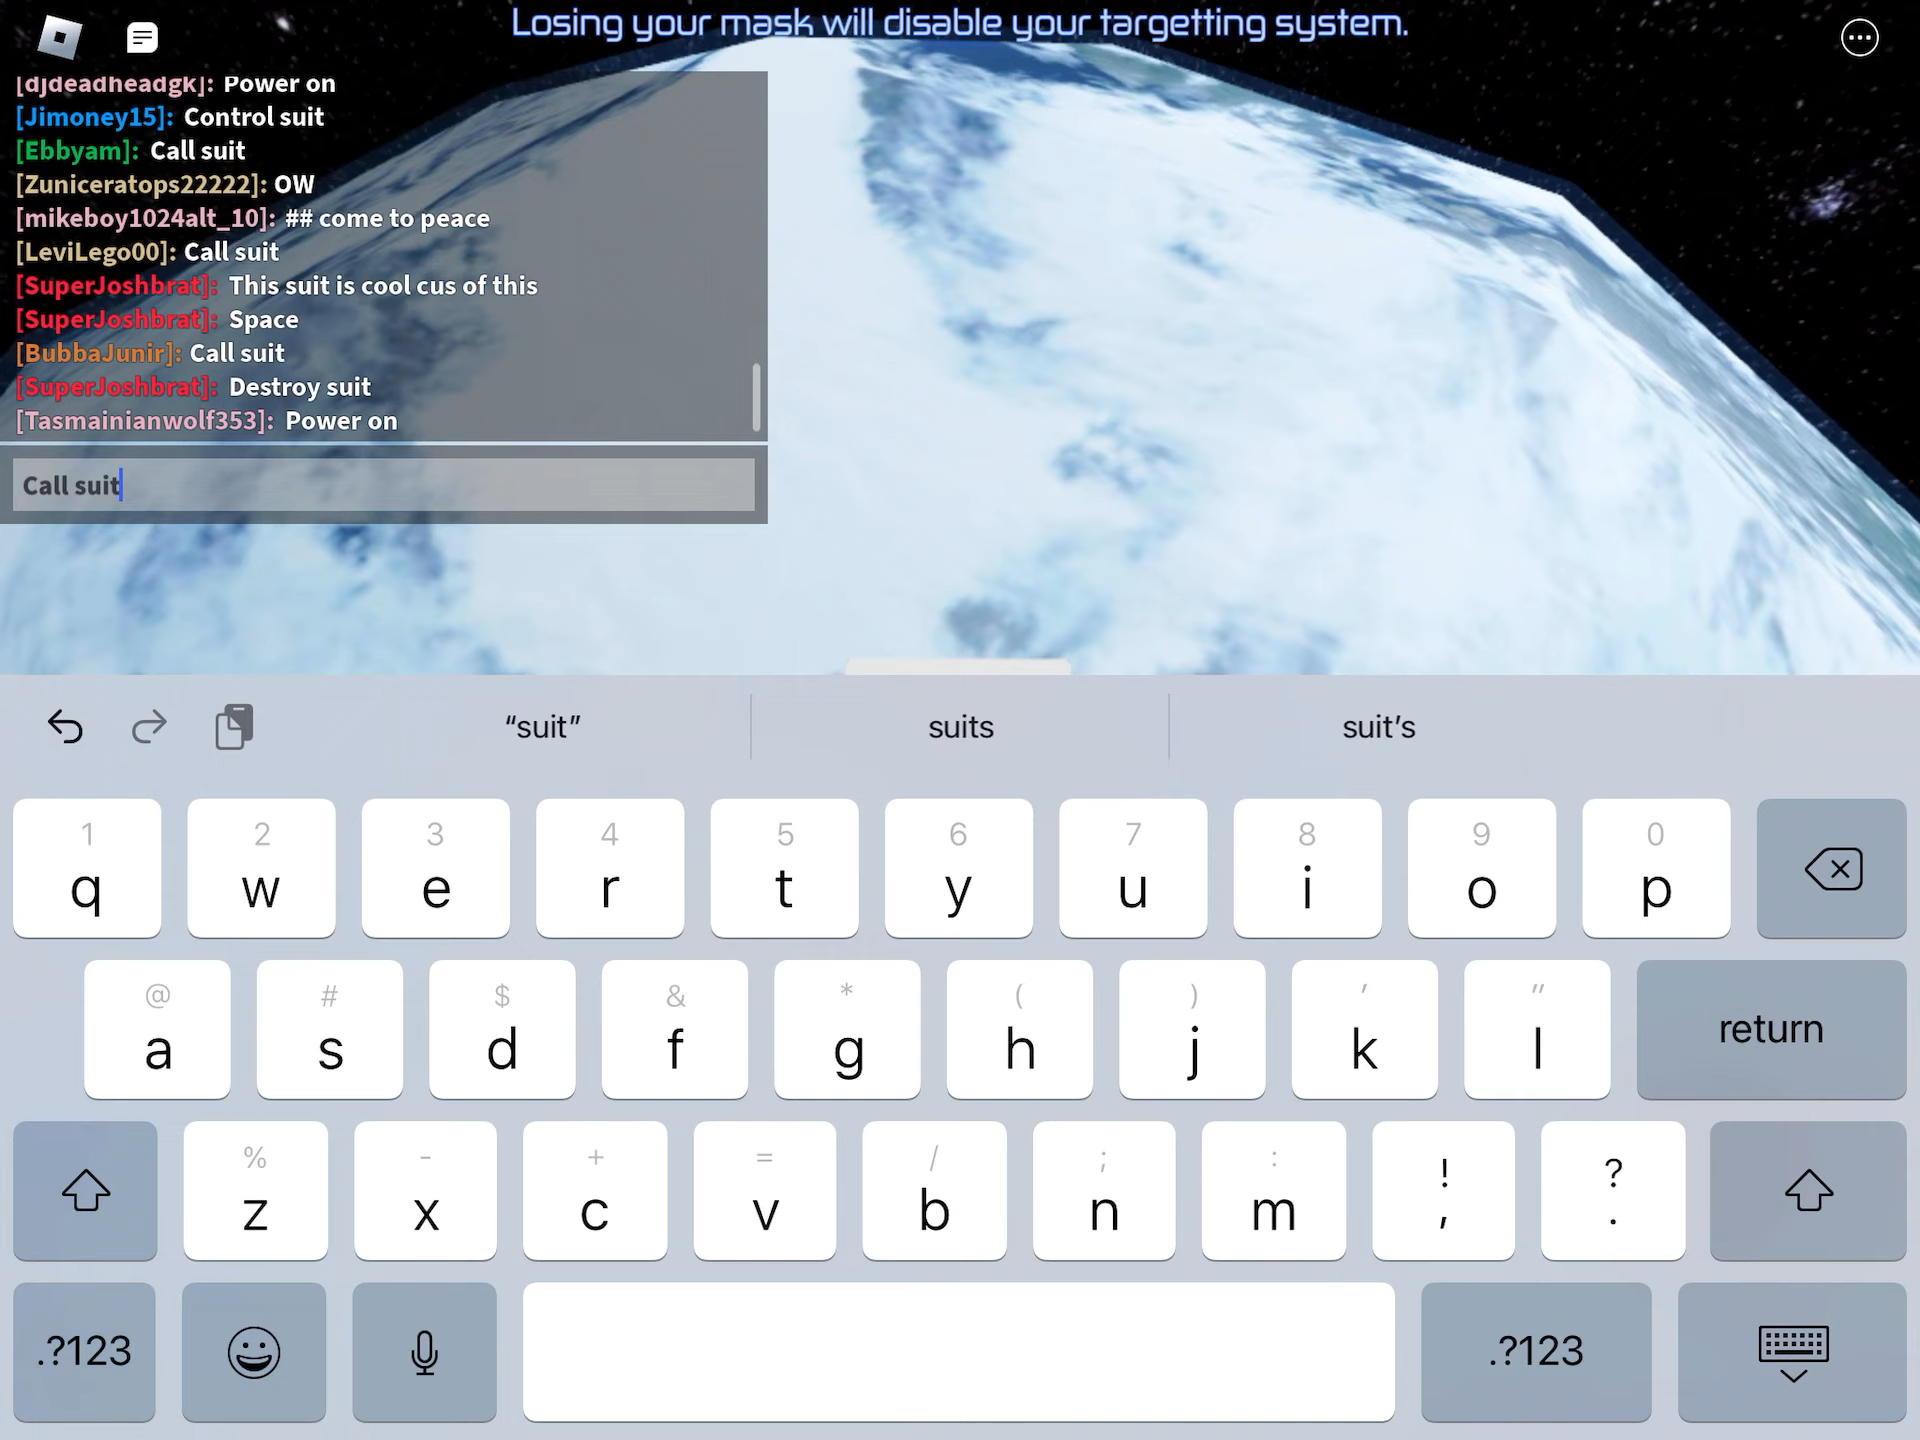 Losing your mask will disable your targetting system.
[djdeadheadgk]: Power on
[Jimoney15]: Control suit
[Ebbyam]: Call suit
[Zuniceratops22222]: OW
[mikeboy1024alt_10]: ## come to peace
[LeviLego00]: Call suit
[SuperJoshbrat]: This suit is cool cus of this
[SuperJoshbrat]: Space
[BubbaJunir]: Call suit
[SuperJoshbrat]: Destroy suit
[Tasmainianwolf353]: Power on
Call suit
“suit” suits suit’s
1 2 3 4 5 6 7 8 9 0
q w e r t y u i o p
@ # $ & * ( ) ' "
a s d f g h j k l return
% - + = / ; : ! ?
z x c v b n m , .
.?123 .?123